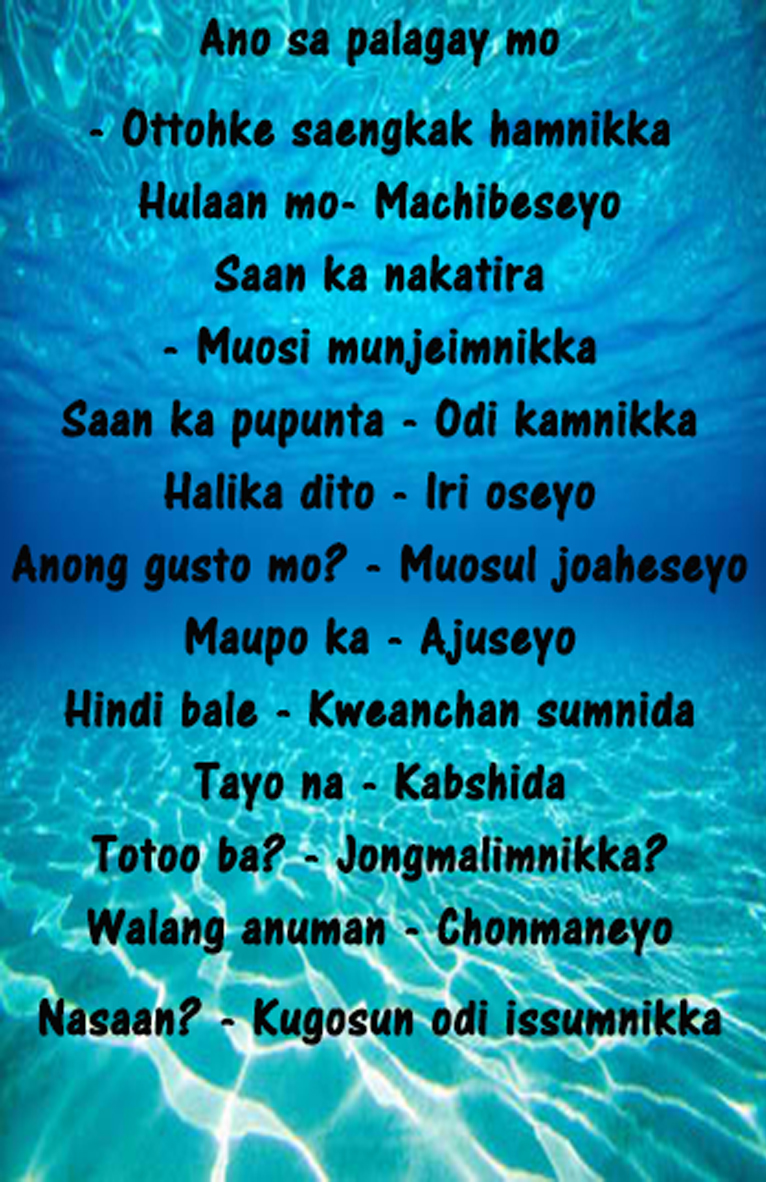 Ano sa palagay mo
- Ottohke saengkak hamnikka
Hulaan mo- Machibeseyo
Saan ka nakatira
- Muosi munjeimnikka
Saan ka pupunta - Odi kamnikka
Halika dito - Iri oseyo
Anong gusto mo? - Muosul joaheseyo
Maupo ka - Ajuseyo
Hindi bale - Kweanchan sumnida
Tayo na - Kabshida
Totoo ba? - Jongmalimnikka?
Walang anuman - Chonmaneyo
Nasaan? - Kugosun odi issumnikka